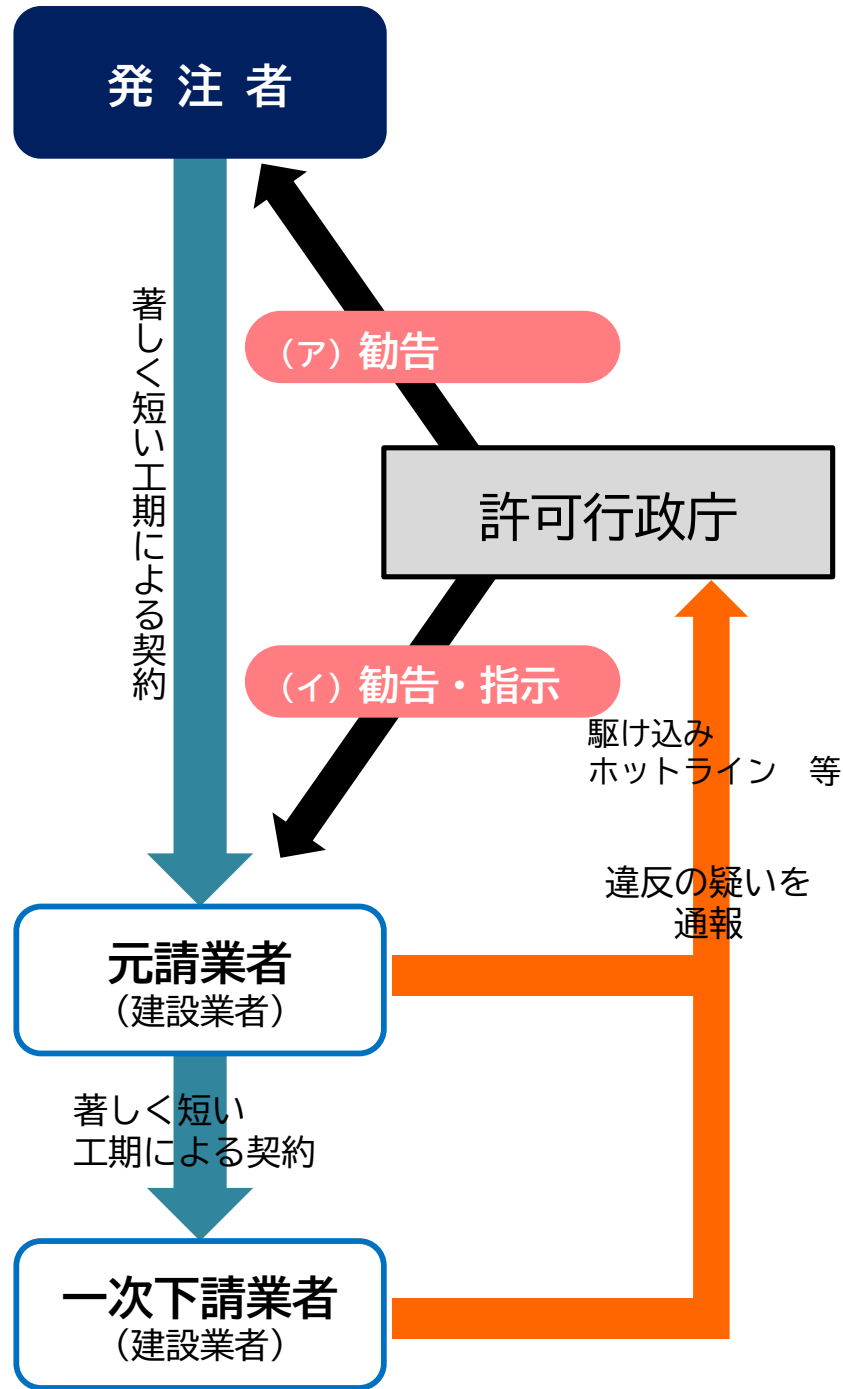 発 注 者
著しく短い工期による契約
（ア）勧告
許可行政庁
（イ）勧告・指示
駆け込み
ホットライン　等
違反の疑いを
通報
元請業者
（建設業者）
著しく短い
工期による契約
一次下請業者
（建設業者）